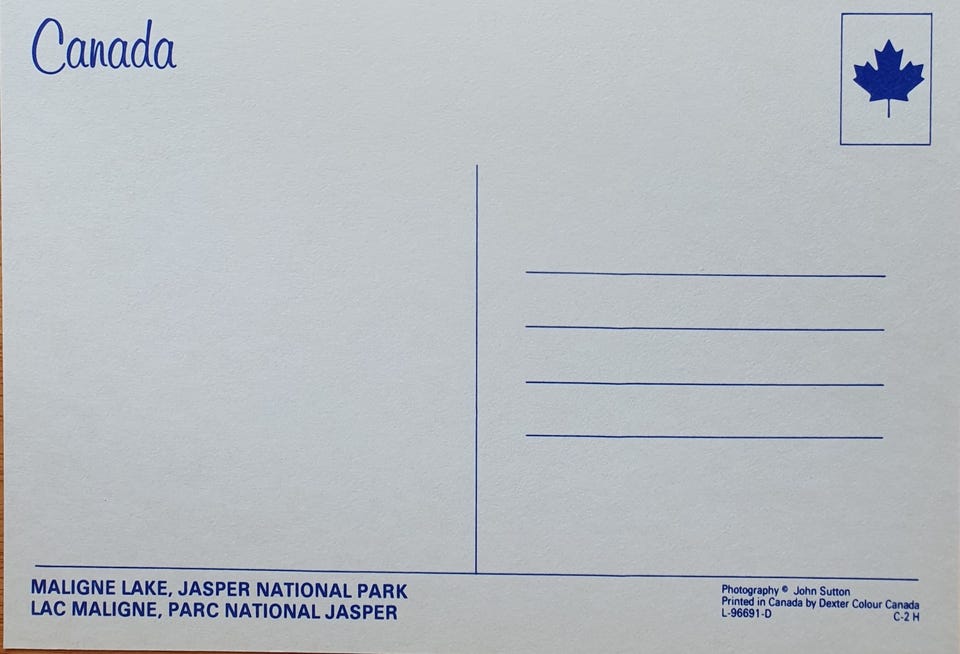 Canada
MALIGNE LAKE, JASPER NATIONAL PARK
LAC MALIGNE, PARC NATIONAL JASPER
Photography © John Sutton
Printed in Canada by Dexter Colour Canada
L-96691-D C-2 H